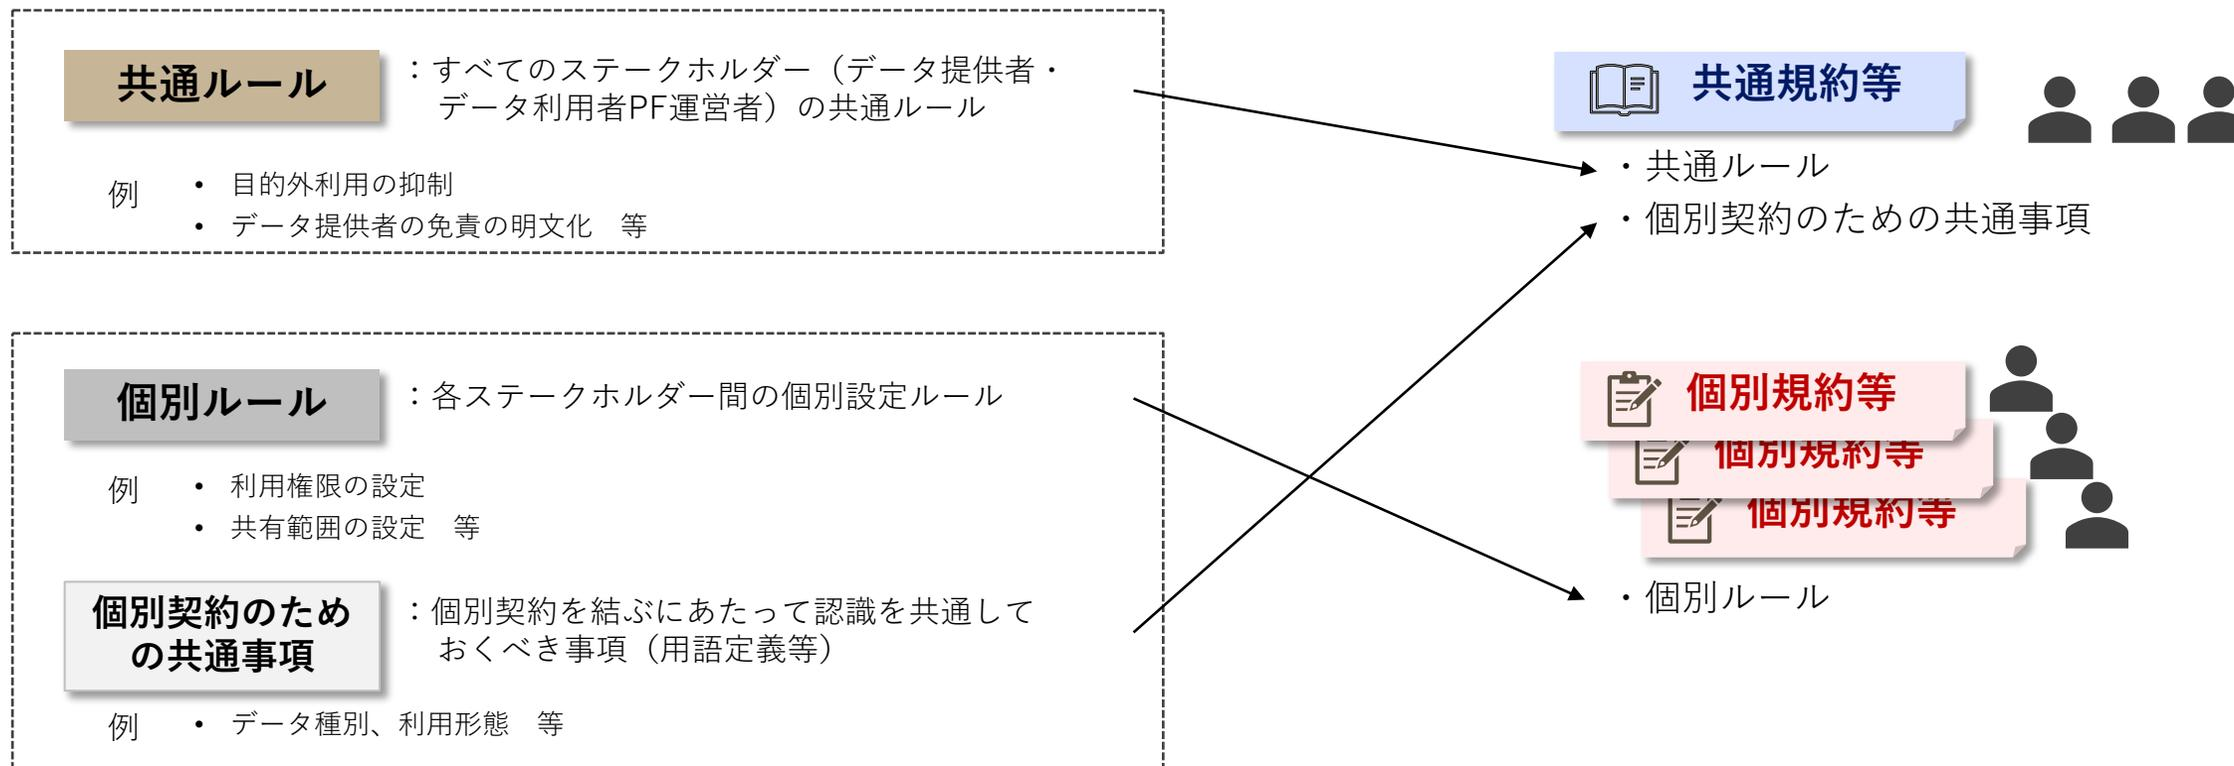 共通ルール
：すべてのステークホルダー（データ提供者・
データ利用者PF運営者）の共通ルール
例
• 目的外利用の抑制
• データ提供者の免責の明文化　等
個別ルール
：各ステークホルダー間の個別設定ルール
例
• 利用権限の設定
• 共有範囲の設定　等
個別契約のため
の共通事項
：個別契約を結ぶにあたって認識を共通して
おくべき事項（用語定義等）
例
• データ種別、利用形態　等
共通規約等
・共通ルール
・個別契約のための共通事項
個別規約等
個別規約等
個別規約等
・個別ルール